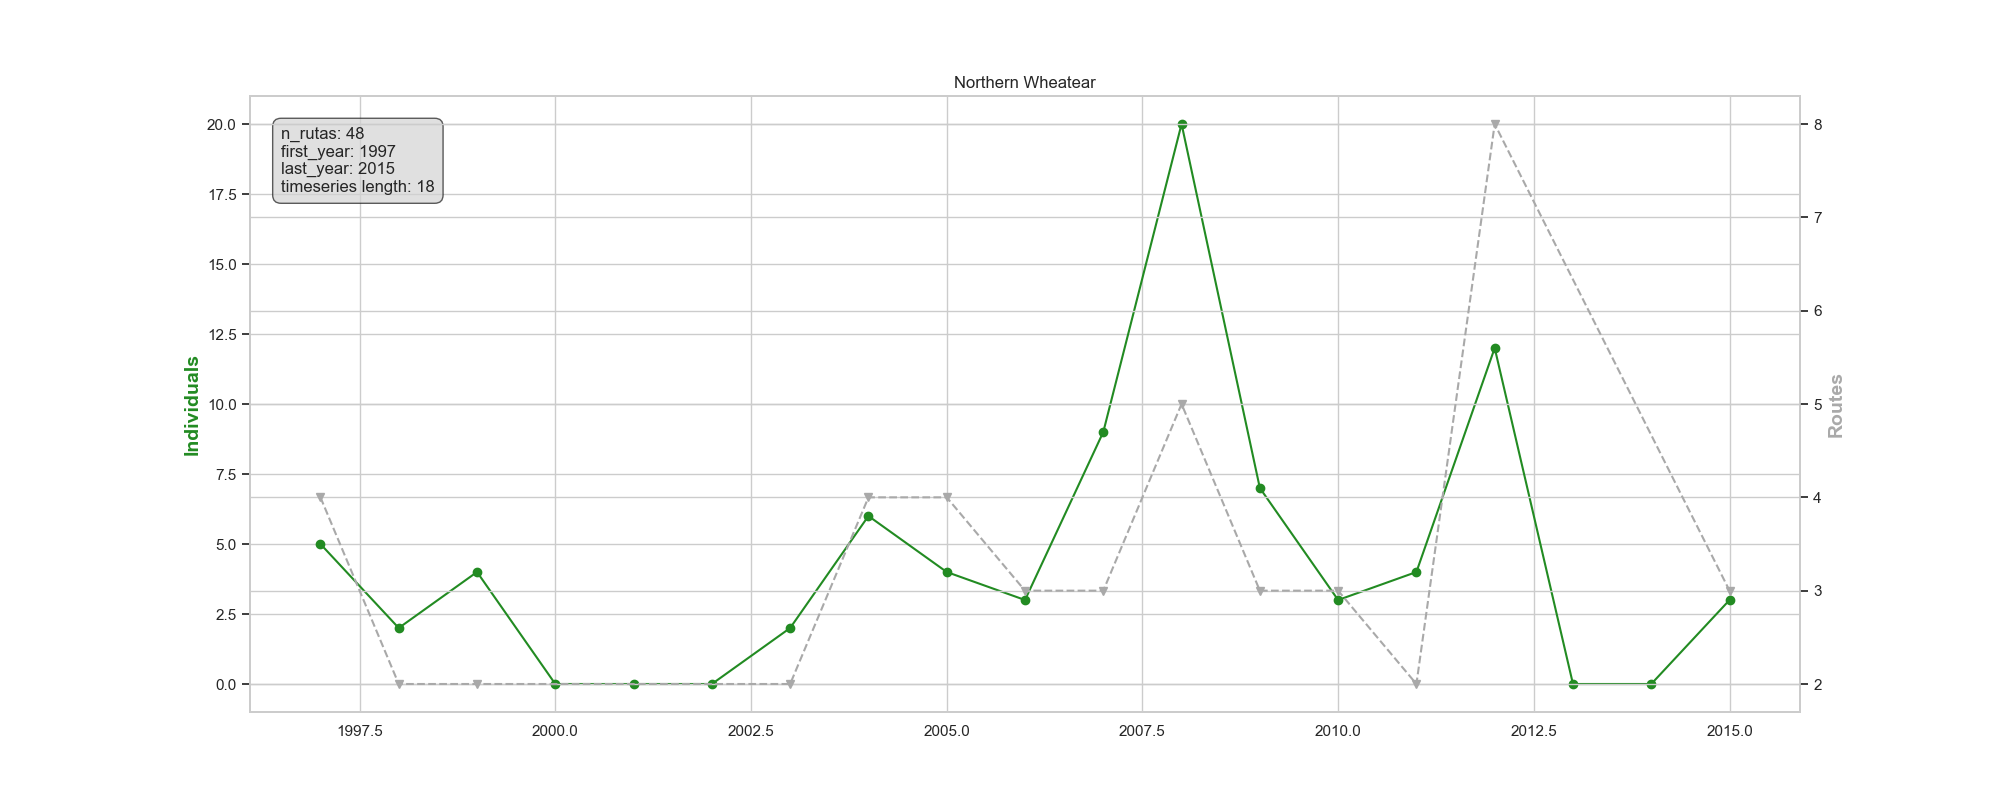 Northern Wheatear
n_rutas: 48
first_year: 1997
last_year: 2015
timeseries length: 18
Individuals
20.0
17.5
15.0
12.5
10.0
7.5
5.0
2.5
0.0
8
7
6
5
4
3
2
Routes
1997.5 2000.0 2002.5 2005.0 2007.5 2010.0 2012.5 2015.0